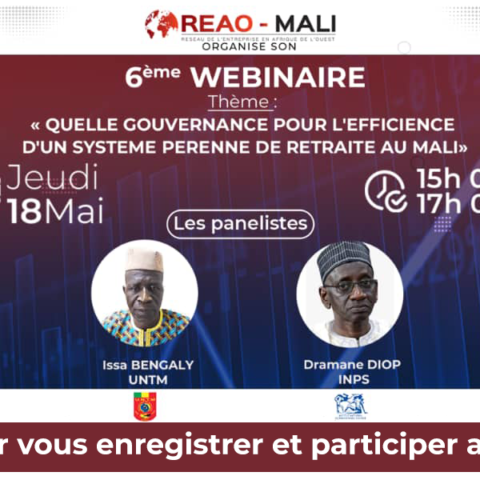 REAO - MALI
RESEAU DE L'ENTREPRISE EN AFRIQUE DE L'OUEST
ORGANISE SON
6ème WEBINAIRE
Thème :
« QUELLE GOUVERNANCE POUR L'EFFICIENCE
D'UN SYSTEME PERENNE DE RETRAITE AU MALI»
Jeudi
18Mai
15h 0
17h 0
Les panelistes
Issa BENGALY
UNTM
Dramane DIOP
INPS
r vous enregistrer et participer a